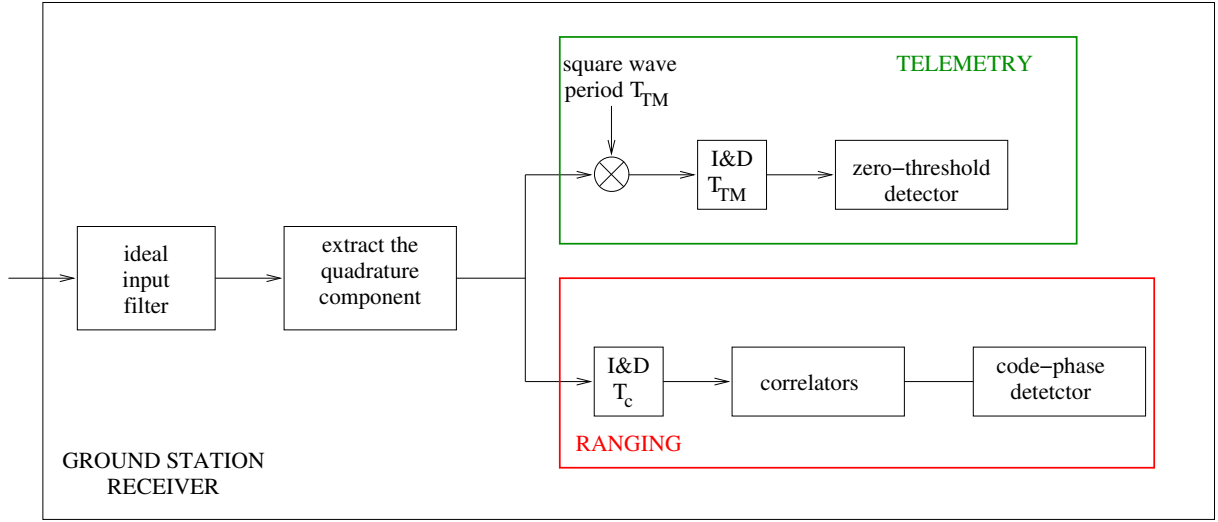 TELEMETRY
square wave
period T_TM
I&D
T_TM
zero-threshold
detector
ideal
input
filter
extract the
quadrature
component
I&D
T_c
correlators
code-phase
detetctor
RANGING
GROUND STATION
RECEIVER